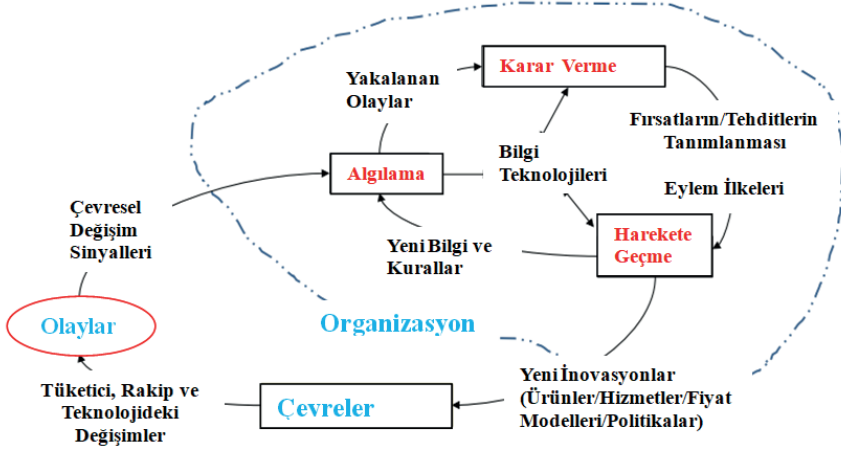 Karar Verme
Yakalanan
Olaylar
Fırsatların/Tehditlerin
Tanımlanması
Bilgi
Teknolojileri
Algılama
Eylem İlkeleri
Çevresel
Değişim
Sinyalleri
Yeni Bilgi ve
Kurallar
Harekete
Geçme
Organizasyon
Olaylar
Yeni İnovasyonlar
(Ürünler/Hizmetler/Fiyat
Modelleri/Politikalar)
Çevreler
Tüketici, Rakip ve
Teknolojideki
Değişimler